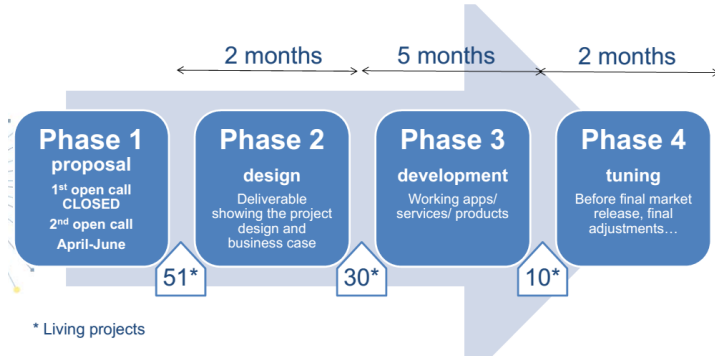 2 months
5 months
2 months
Phase 1
proposal
1st open call
CLOSED
2nd open call
April-June
Phase 2
design
Deliverable
showing the project
design and
business case
Phase 3
development
Working apps/
services/ products
Phase 4
tuning
Before final market
release, final
adjustments…
51*
30*
10*
* Living projects